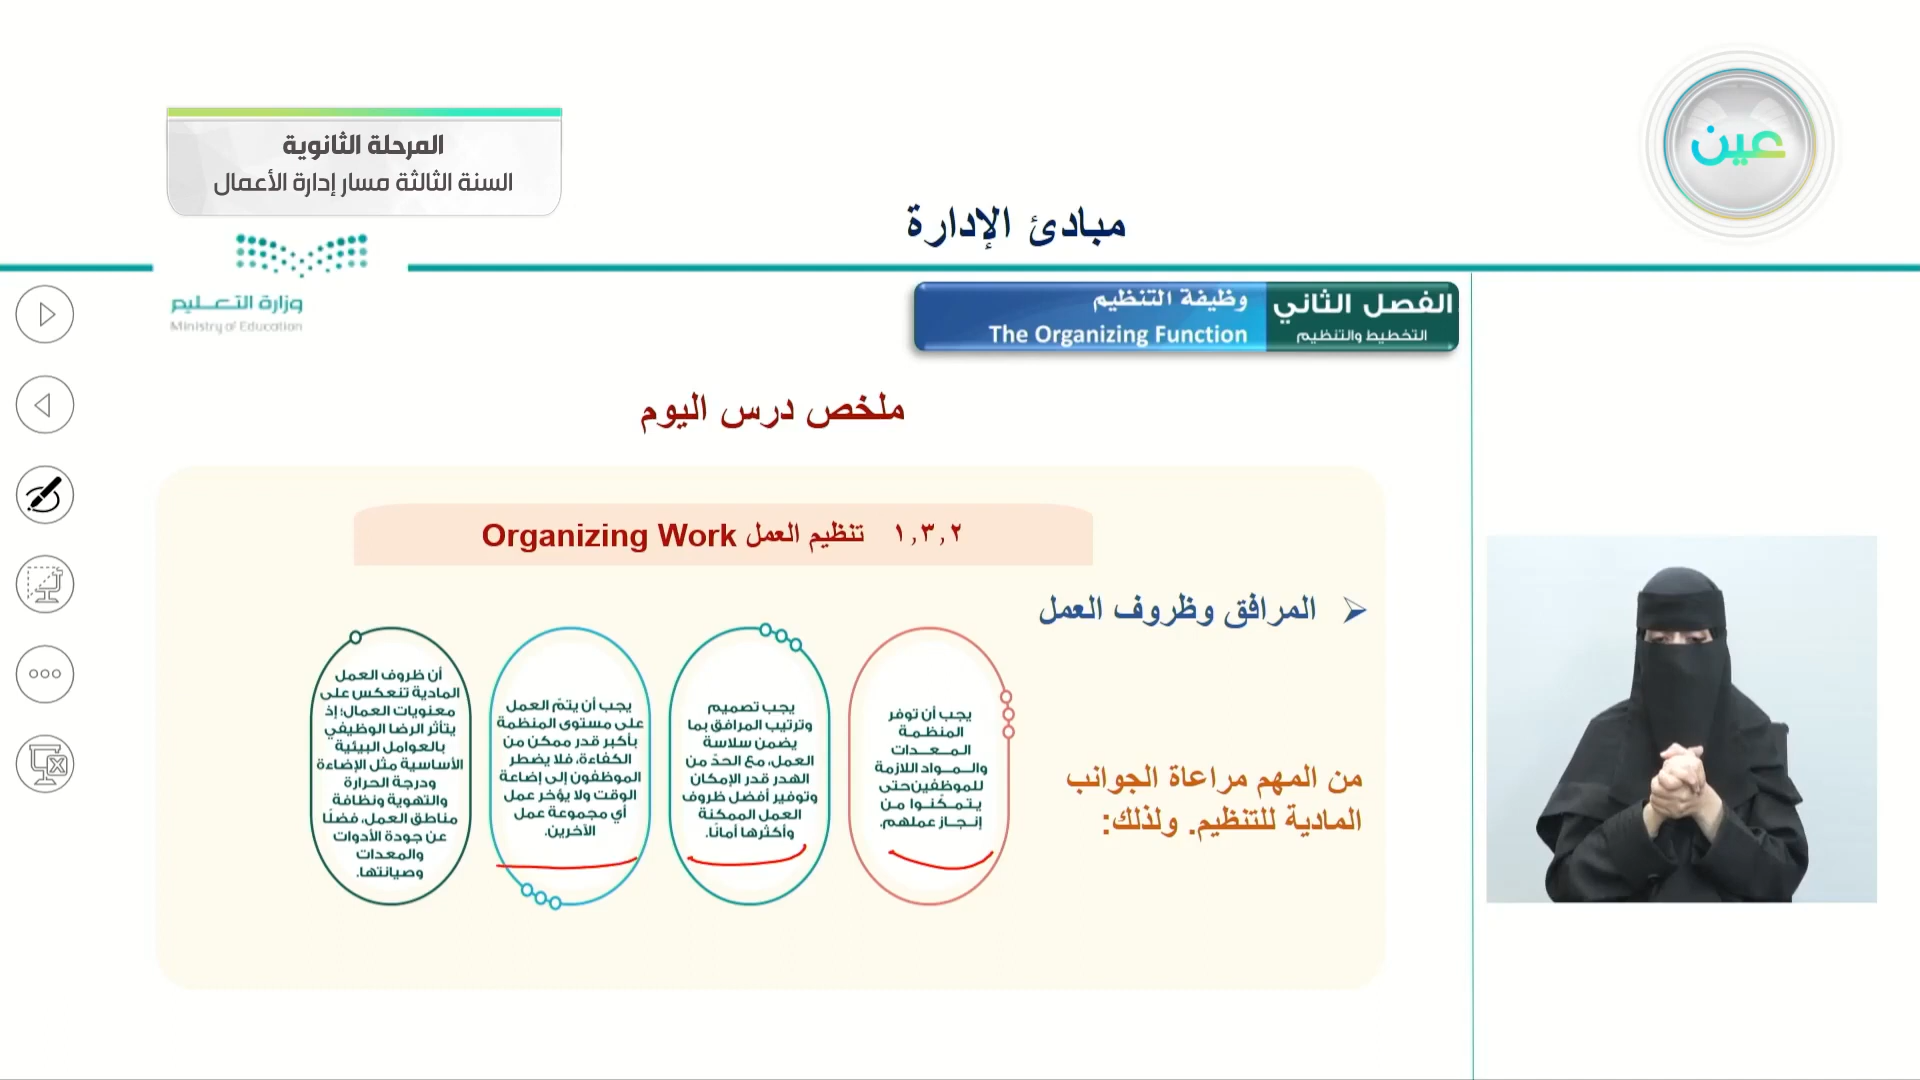 المرحلة الثانوية
السنة الثالثة مسار إدارة الأعمال
عين
مبادئ الإدارة
وزارة التعليم
Ministry of Education
الفصل الثاني
التخطيط والتنظيم
وظيفة التنظيم
The Organizing Function
ملخص درس اليوم
١,٣,٢ تنظيم العمل Organizing Work
المرافق وظروف العمل
من المهم مراعاة الجوانب
المادية للتنظيم. ولذلك:
يجب أن توفر
المنظمة
المــعــدات
والــمــواد اللازمة
للموظفين حتى
يـتـمـكّـنـوا مـن
إنـجـاز عملهم.
يجب تصميم
وترتيب المرافق بما
يضمن سلاسة
العمل، مع الحدّ من
الهدر قدر الإمكان
وتوفير أفضل ظروف
العمل الممكنة
وأكثرها أمانًا.
يجب أن يتمّ العمل
على مستوى المنظمة
بأكبر قدر ممكن من
الكفاءة، فلا يضطر
الموظفون إلى إضاعة
الوقت ولا يؤخر عمل
أي مجموعة عمل
الآخرين.
أن ظروف العمل
المادية تنعكس على
معنويات العمال؛ إذ
يتأثر الرضا الوظيفي
بالعوامل البيئية
الأساسية مثل الإضاءة
ودرجة الحرارة
والتهوية ونظافة
مناطق العمل، فضلًا
عن جودة الأدوات
والمعدات
وصيانتها.